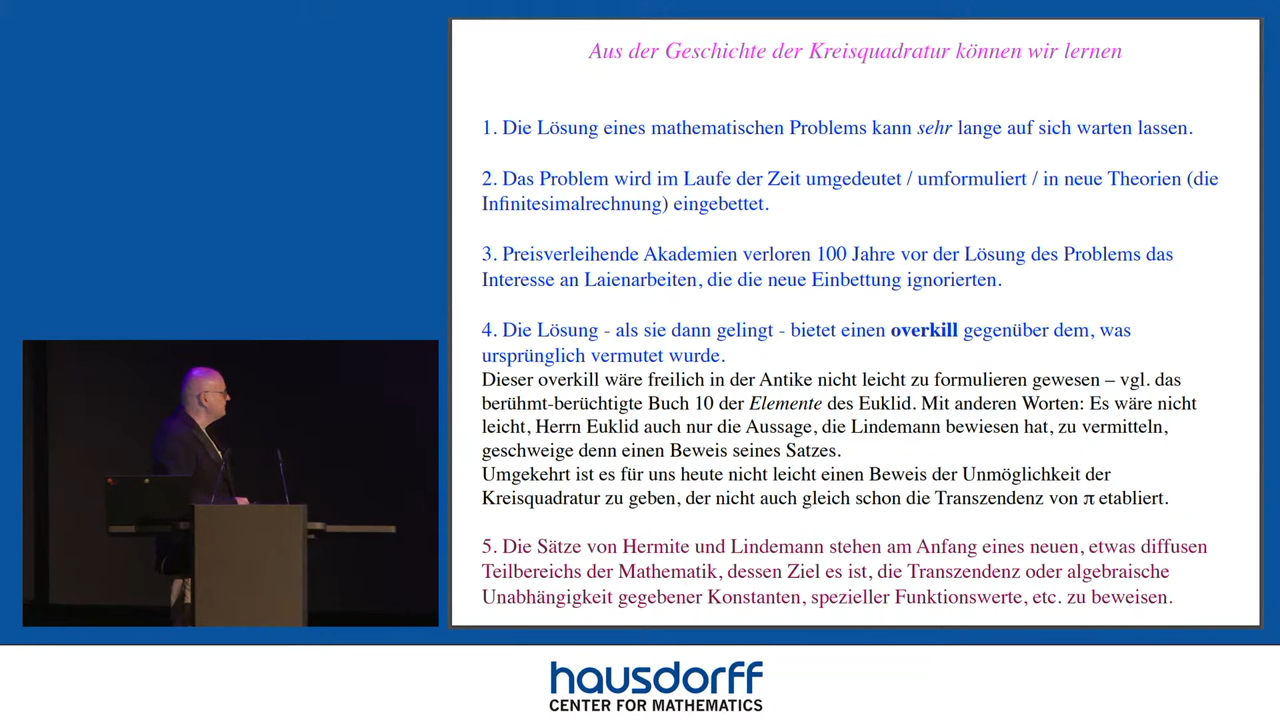 Aus der Geschichte der Kreisquadratur können wir lernen
1. Die Lösung eines mathematischen Problems kann sehr lange auf sich warten lassen.
2. Das Problem wird im Laufe der Zeit umgedeutet / umformuliert / in neue Theorien (die
Infinitesimalrechnung) eingebettet.
3. Preisverleihende Akademien verloren 100 Jahre vor der Lösung des Problems das
Interesse an Laienarbeiten, die die neue Einbettung ignorierten.
4. Die Lösung - als sie dann gelingt - bietet einen overkill gegenüber dem, was
ursprünglich vermutet wurde.
Dieser overkill wäre freilich in der Antike nicht leicht zu formulieren gewesen – vgl. das
berühmt-berüchtigte Buch 10 der Elemente des Euklid. Mit anderen Worten: Es wäre nicht
leicht, Herrn Euklid auch nur die Aussage, die Lindemann bewiesen hat, zu vermitteln,
geschweige denn einen Beweis seines Satzes.
Umgekehrt ist es für uns heute nicht leicht einen Beweis der Unmöglichkeit der
Kreisquadratur zu geben, der nicht auch gleich schon die Transzendenz von π etabliert.
5. Die Sätze von Hermite und Lindemann stehen am Anfang eines neuen, etwas diffusen
Teilbereichs der Mathematik, dessen Ziel es ist, die Transzendenz oder algebraische
Unabhängigkeit gegebener Konstanten, spezieller Funktionswerte, etc. zu beweisen.
hausdorff
CENTER FOR MATHEMATICS